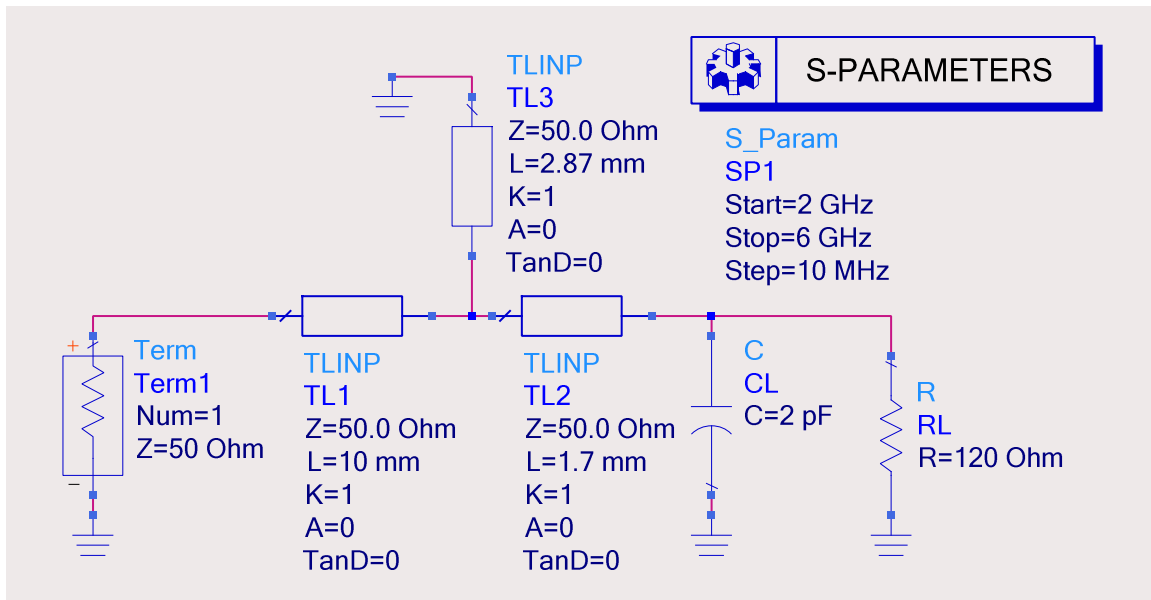 TLINP
TL3
Z=50.0 Ohm
L=2.87 mm
K=1
A=0
TanD=0
S-PARAMETERS
S_Param
SP1
Start=2 GHz
Stop=6 GHz
Step=10 MHz
+
Term
Term1
Num=1
Z=50 Ohm
−
TLINP
TL1
Z=50.0 Ohm
L=10 mm
K=1
A=0
TanD=0
TLINP
TL2
Z=50.0 Ohm
L=1.7 mm
K=1
A=0
TanD=0
C
CL
C=2 pF
R
RL
R=120 Ohm